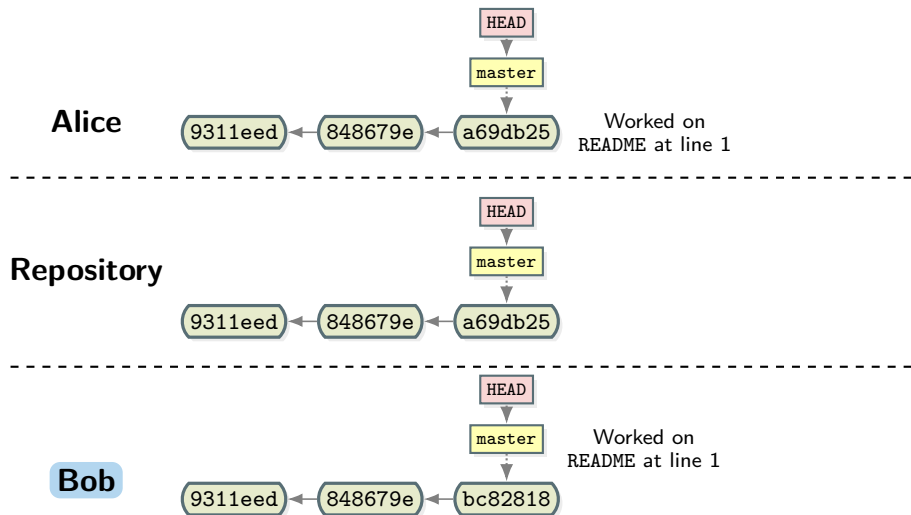 HEAD
master
Alice
9311eed
848679e
a69db25
Worked on
README at line 1
HEAD
master
Repository
9311eed
848679e
a69db25
HEAD
master
Worked on
README at line 1
Bob
9311eed
848679e
bc82818